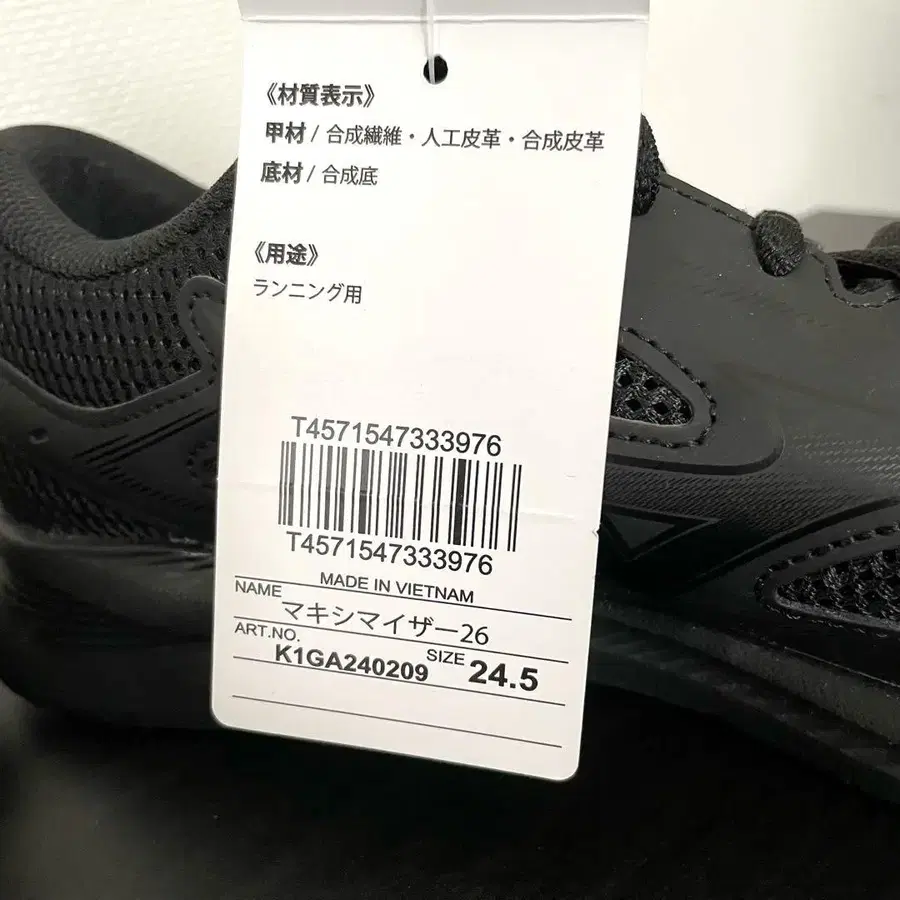 《材質表示》
甲材 / 合成繊維・人工皮革・合成皮革
底材 / 合成底
《用途》
ランニング用
T4571547333976
T4571547333976
MADE IN VIETNAM
NAME マキシマイザー26
ART.NO. K1GA240209 SIZE 24.5